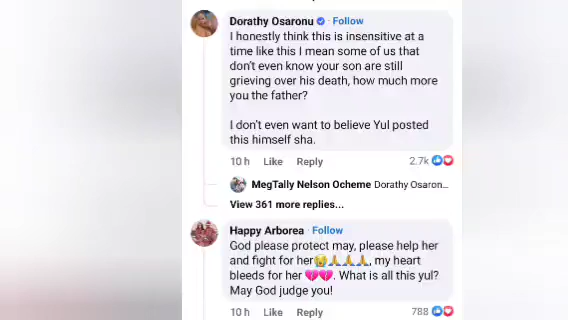 Dorathy Osaronu · Follow
I honestly think this is insensitive at a
time like this I mean some of us that
don't even know your son are still
grieving over his death, how much more
you the father?
I don't even want to believe Yul posted
this himself sha.
10 h Like Reply 2.7k
MegTally Nelson Ocheme Dorathy Osaron...
View 361 more replies...
Happy Arborea · Follow
God please protect may, please help her
and fight for her😭🙏🙏🙏, my heart
bleeds for her 💔💔. What is all this yul?
May God judge you!
10 h Like Reply 788